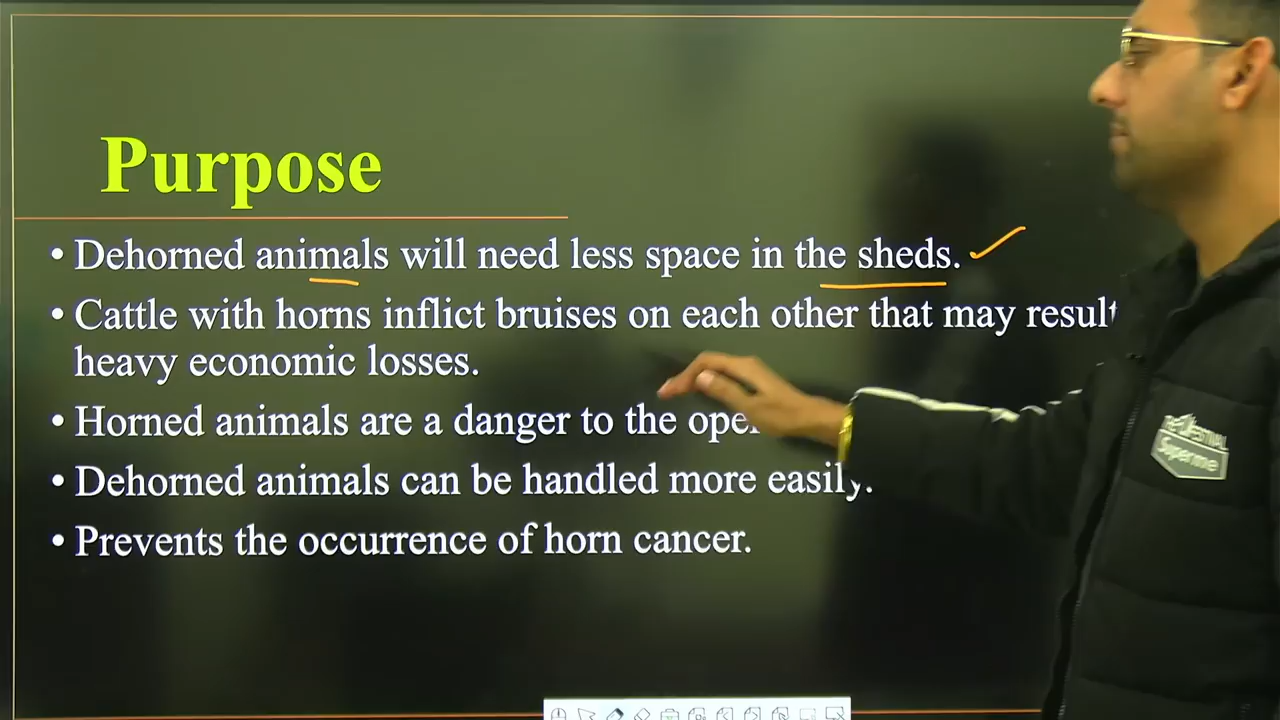 Purpose
• Dehorned animals will need less space in the sheds.
• Cattle with horns inflict bruises on each other that may result
heavy economic losses.
• Horned animals are a danger to the
• Dehorned animals can be handled more easily.
• Prevents the occurrence of horn cancer.
Superme